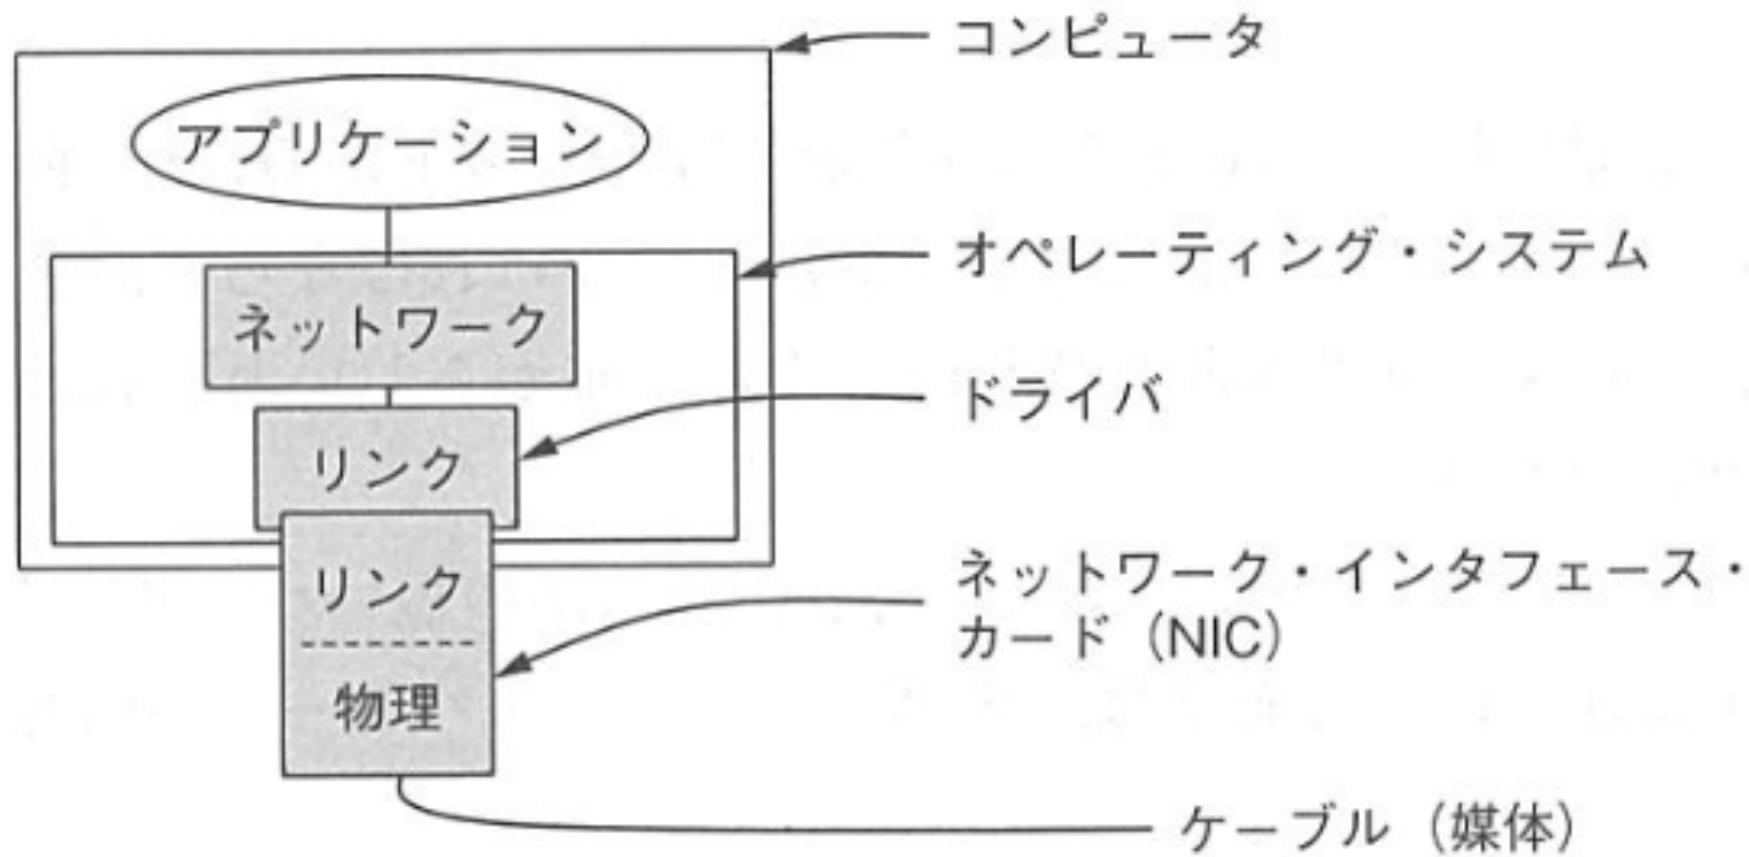 コンピュータ
アプリケーション
オペレーティング・システム
ネットワーク
ドライバ
リンク
ネットワーク・インタフェース・
カード（NIC）
リンク
物理
ケーブル（媒体）